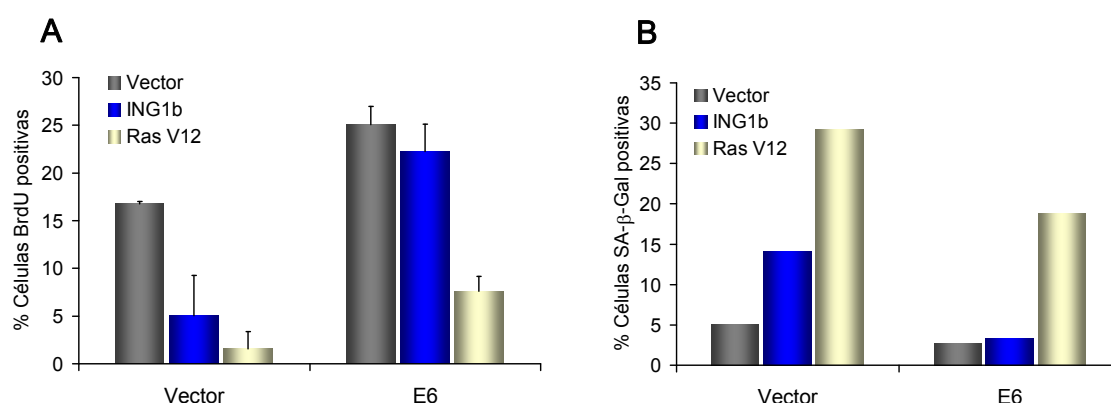 A
% Células BrdU positivas
30
25
20
15
10
5
0
Vector
ING1b
Ras V12
Vector
E6
B
% Células SA-β-Gal positivas
35
30
25
20
15
10
5
0
Vector
ING1b
Ras V12
Vector
E6